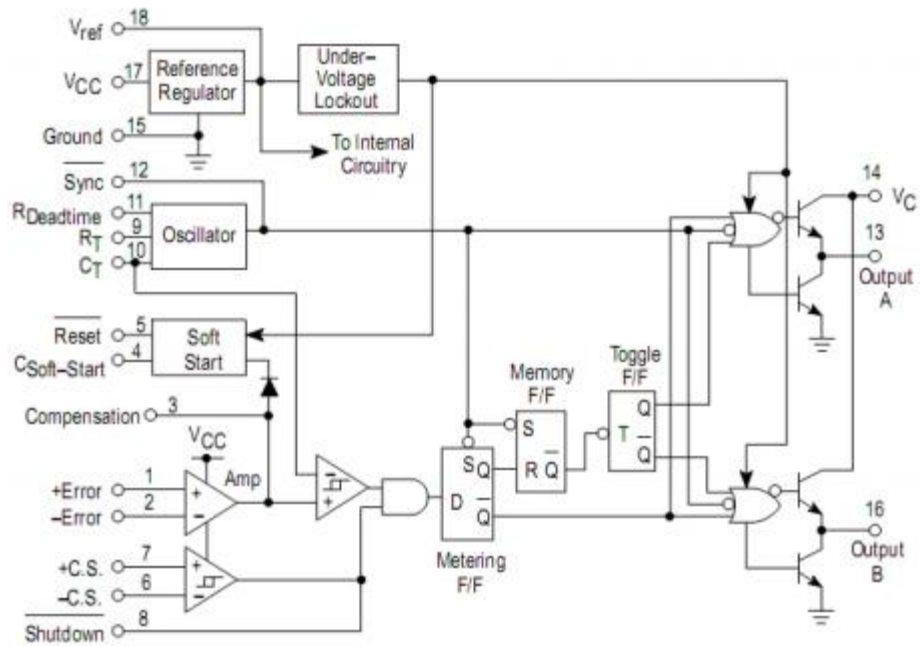 Vref 18
VCC 17
Reference
Regulator
Under–
Voltage
Lockout
Ground 15
To Internal
Circuitry
Sync 12
RDeadtime 11
RT 9
CT 10
Oscillator
14 VC
13
Output
A
Reset 5
CSoft–Start 4
Soft
Start
Compensation 3
VCC
Amp
+Error 1
–Error 2
+
–
–
+
+C.S. 7
–C.S. 6
+
–
Shutdown 8
D S Q
Q
Metering
F/F
Memory
F/F
S
R Q
Toggle
F/F
Q
T Q
16
Output
B